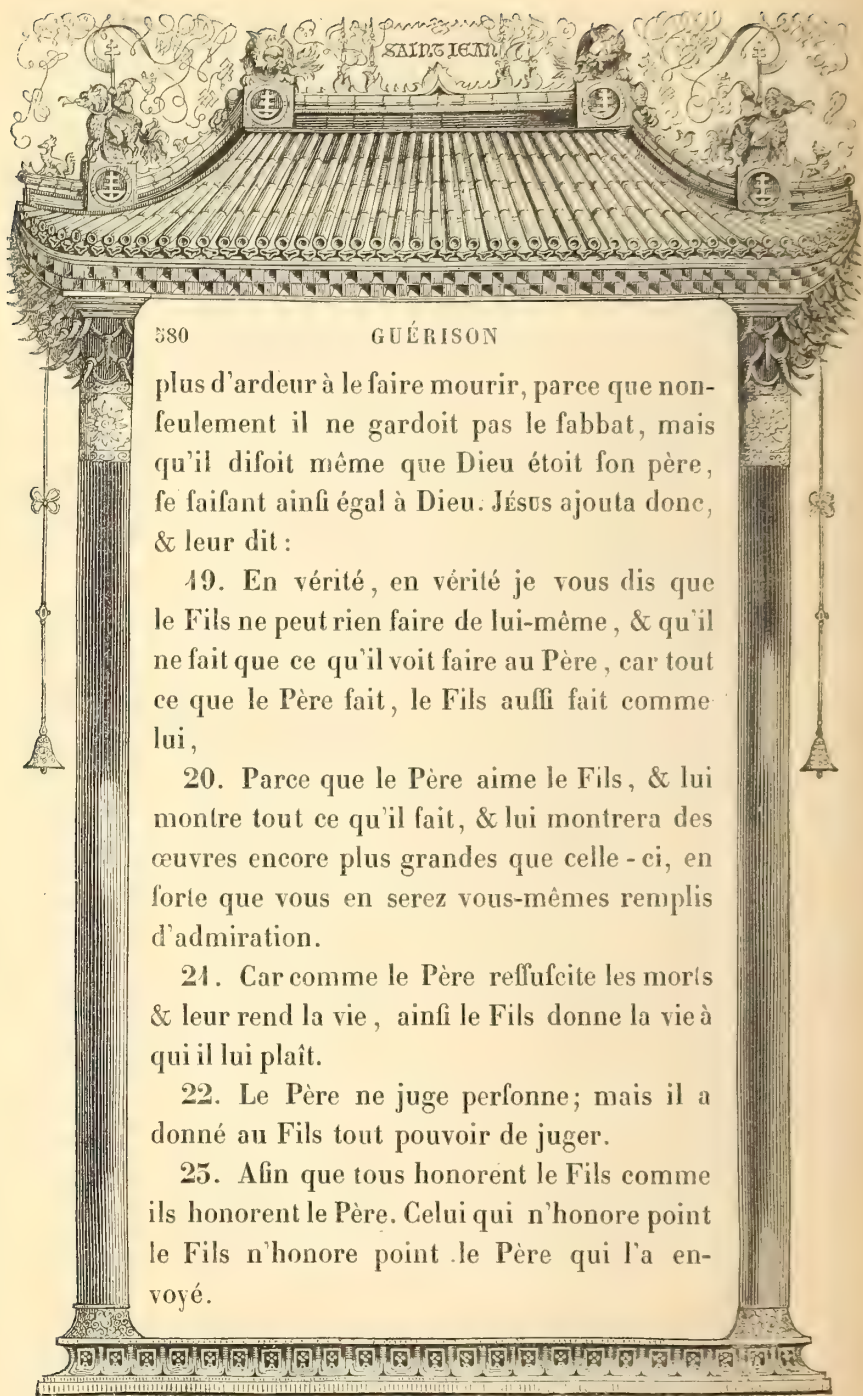 SAINT JEAN
380 GUÉRISON
plus d'ardeur à le faire mourir, parce que non-
ſeulement il ne gardoit pas le ſabbat, mais
qu'il diſoit même que Dieu étoit ſon père,
ſe faiſant ainſi égal à Dieu. JÉSUS ajouta donc,
& leur dit :
19. En vérité, en vérité je vous dis que
le Fils ne peut rien faire de lui-même, & qu'il
ne fait que ce qu'il voit faire au Père, car tout
ce que le Père fait, le Fils auſſi fait comme
lui,
20. Parce que le Père aime le Fils, & lui
montre tout ce qu'il fait, & lui montrera des
œuvres encore plus grandes que celle-ci, en
ſorte que vous en serez vous-mêmes remplis
d'admiration.
21. Car comme le Père reſſuſcite les morts
& leur rend la vie, ainſi le Fils donne la vie à
qui il lui plaît.
22. Le Père ne juge perſonne; mais il a
donné au Fils tout pouvoir de juger.
23. Afin que tous honorent le Fils comme
ils honorent le Père. Celui qui n'honore point
le Fils n'honore point le Père qui l'a en-
voyé.